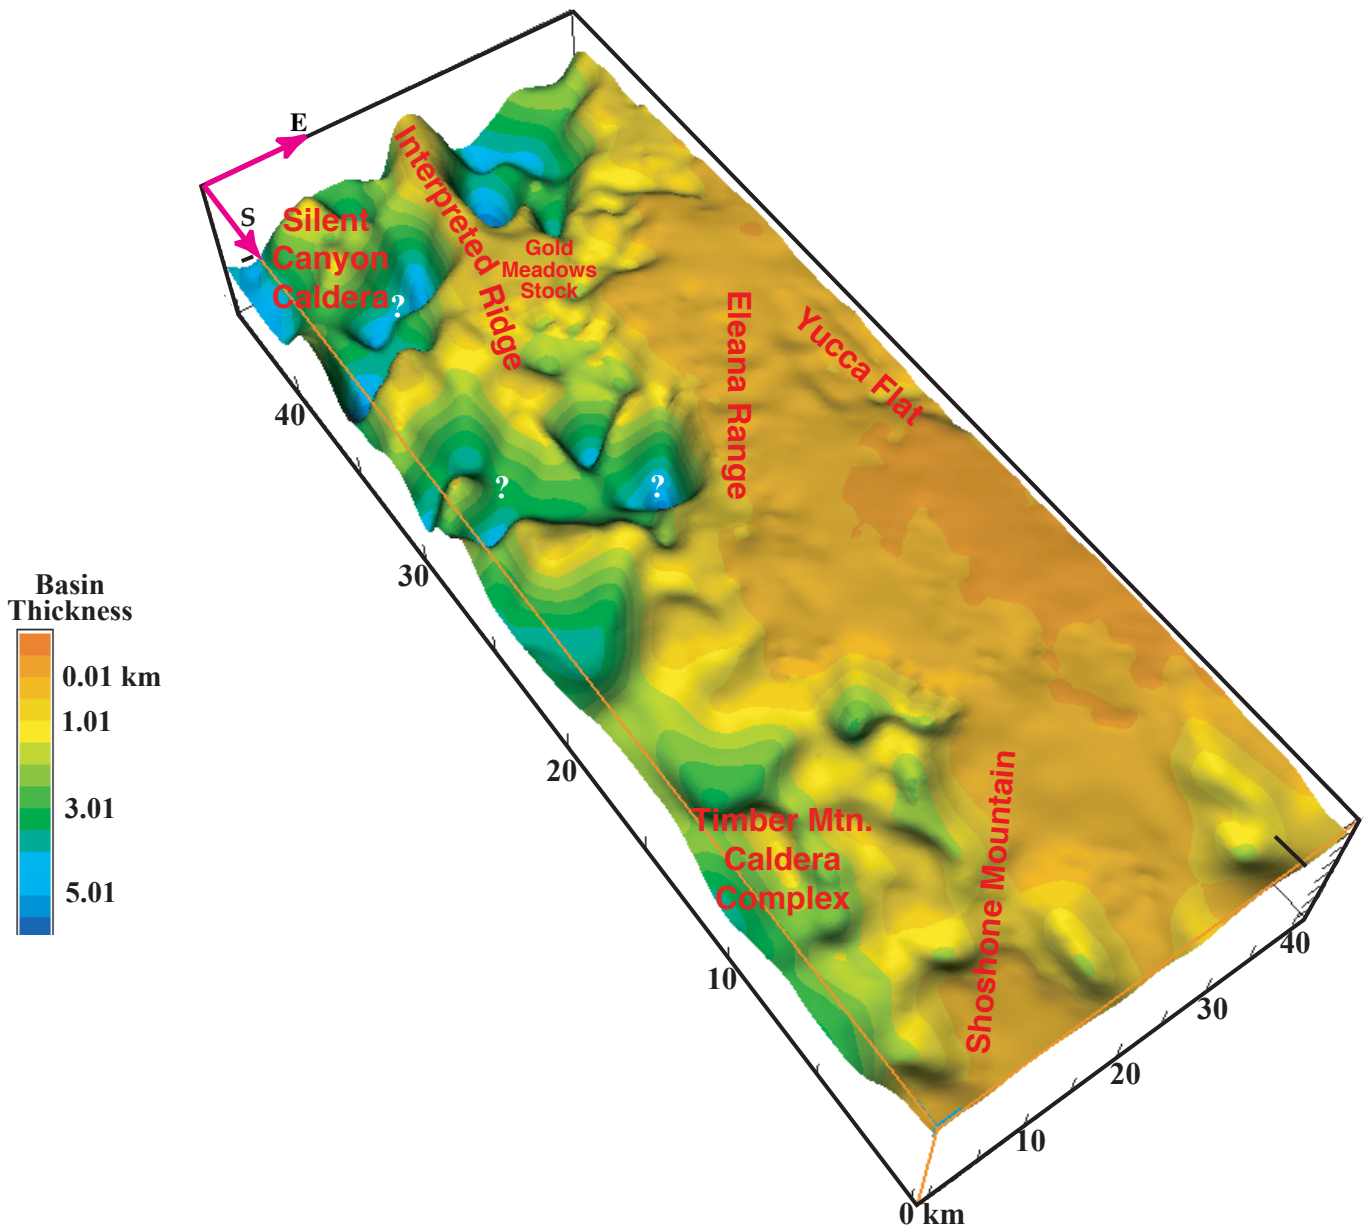 E
S
Silent
Canyon
Caldera
?
Interpreted Ridge
Gold
Meadows
Stock
Eleana Range
Yucca Flat
?
?
40
30
20
10
0 km
10
20
30
40
Timber Mtn.
Caldera
Complex
Shoshone Mountain
Basin
Thickness
0.01 km
1.01
3.01
5.01